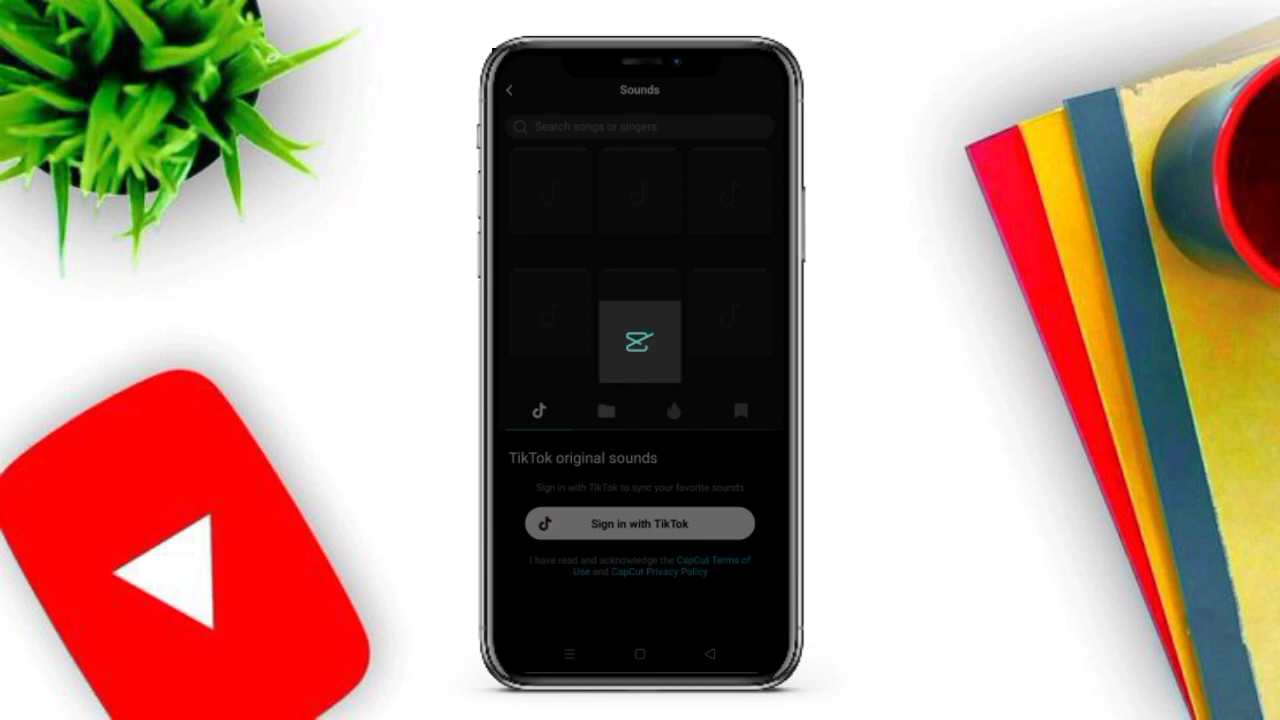 Sounds
Search songs or singers
TikTok original sounds
Sign in with TikTok to sync your favorite sounds
Sign in with TikTok
I have read and acknowledge the CapCut Terms of
Use and CapCut Privacy Policy